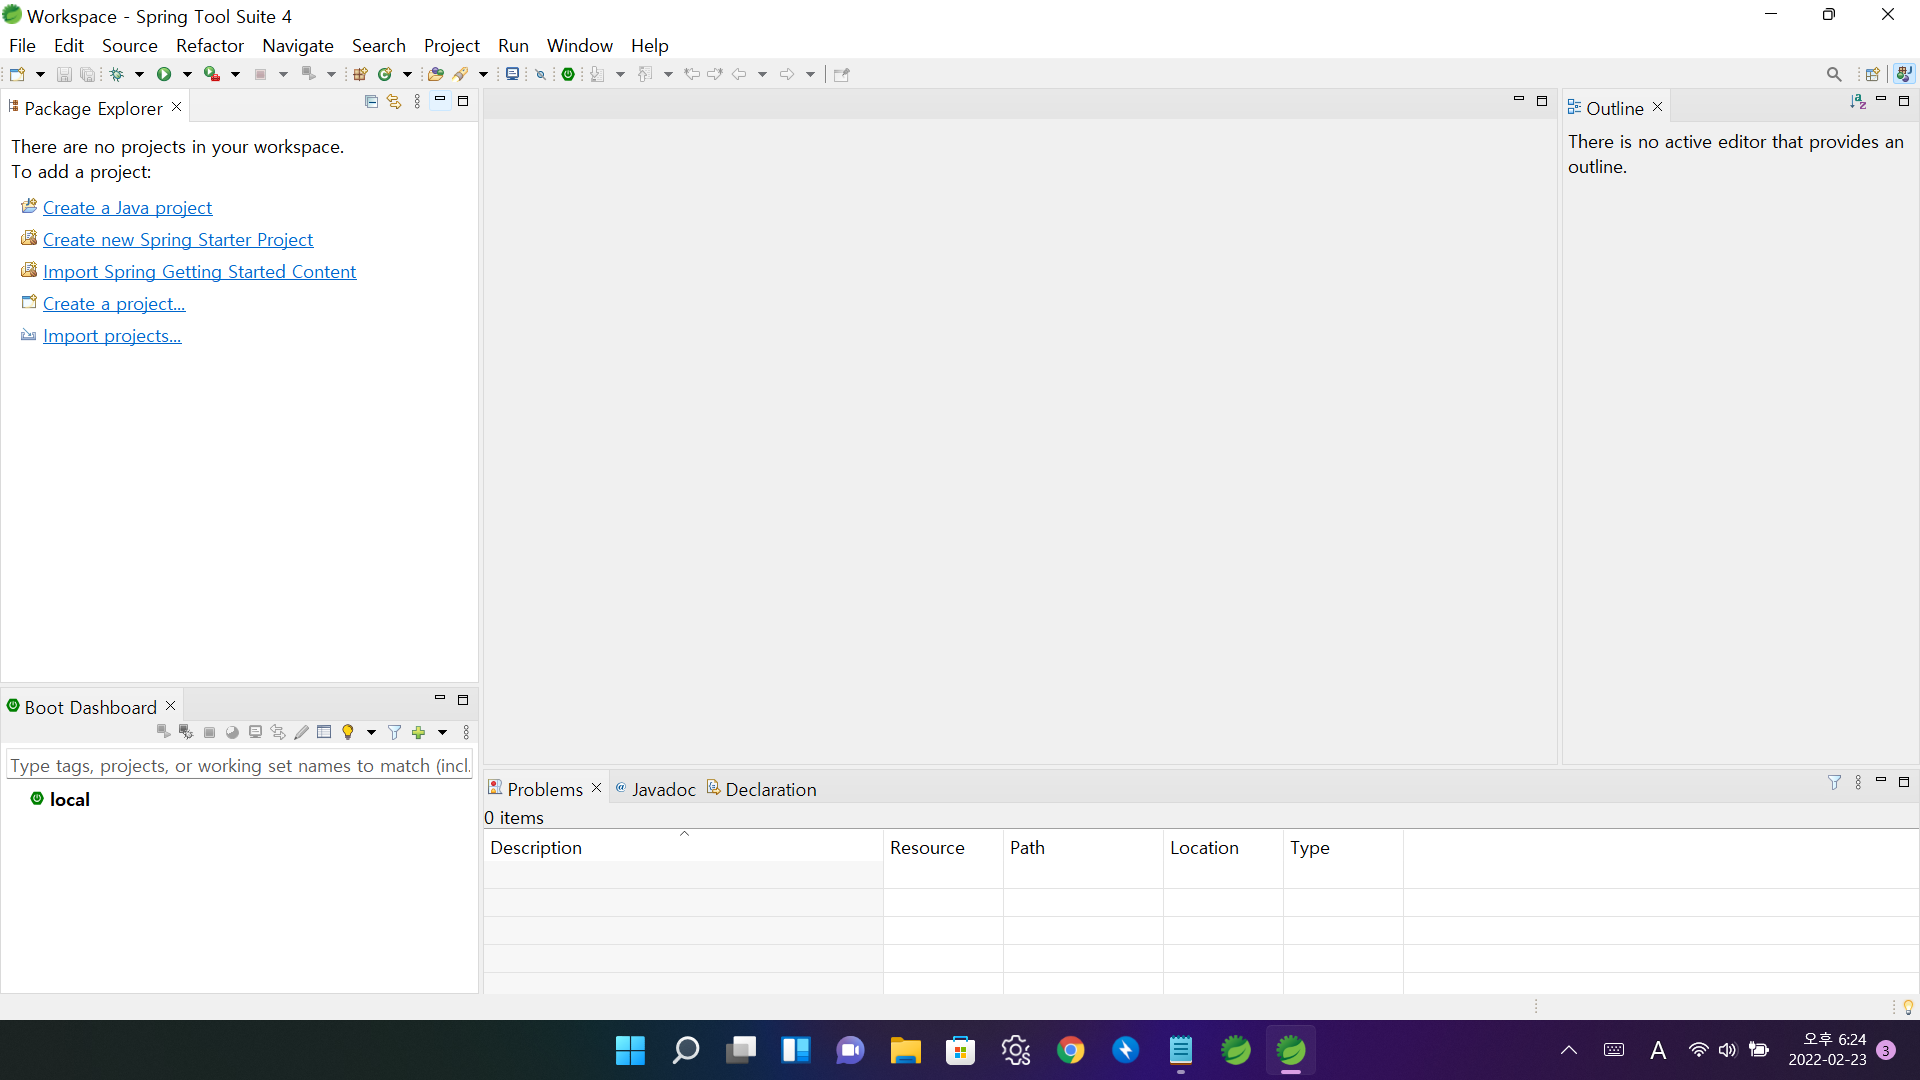 Workspace - Spring Tool Suite 4
File Edit Source Refactor Navigate Search Project Run Window Help
Package Explorer
There are no projects in your workspace.
To add a project:
Create a Java project
Create new Spring Starter Project
Import Spring Getting Started Content
Create a project...
Import projects...
Outline
There is no active editor that provides an
outline.
Boot Dashboard
Type tags, projects, or working set names to match (incl.
local
Problems @ Javadoc Declaration
0 items
Description Resource Path Location Type
A
오후 6:24
2022-02-23
3